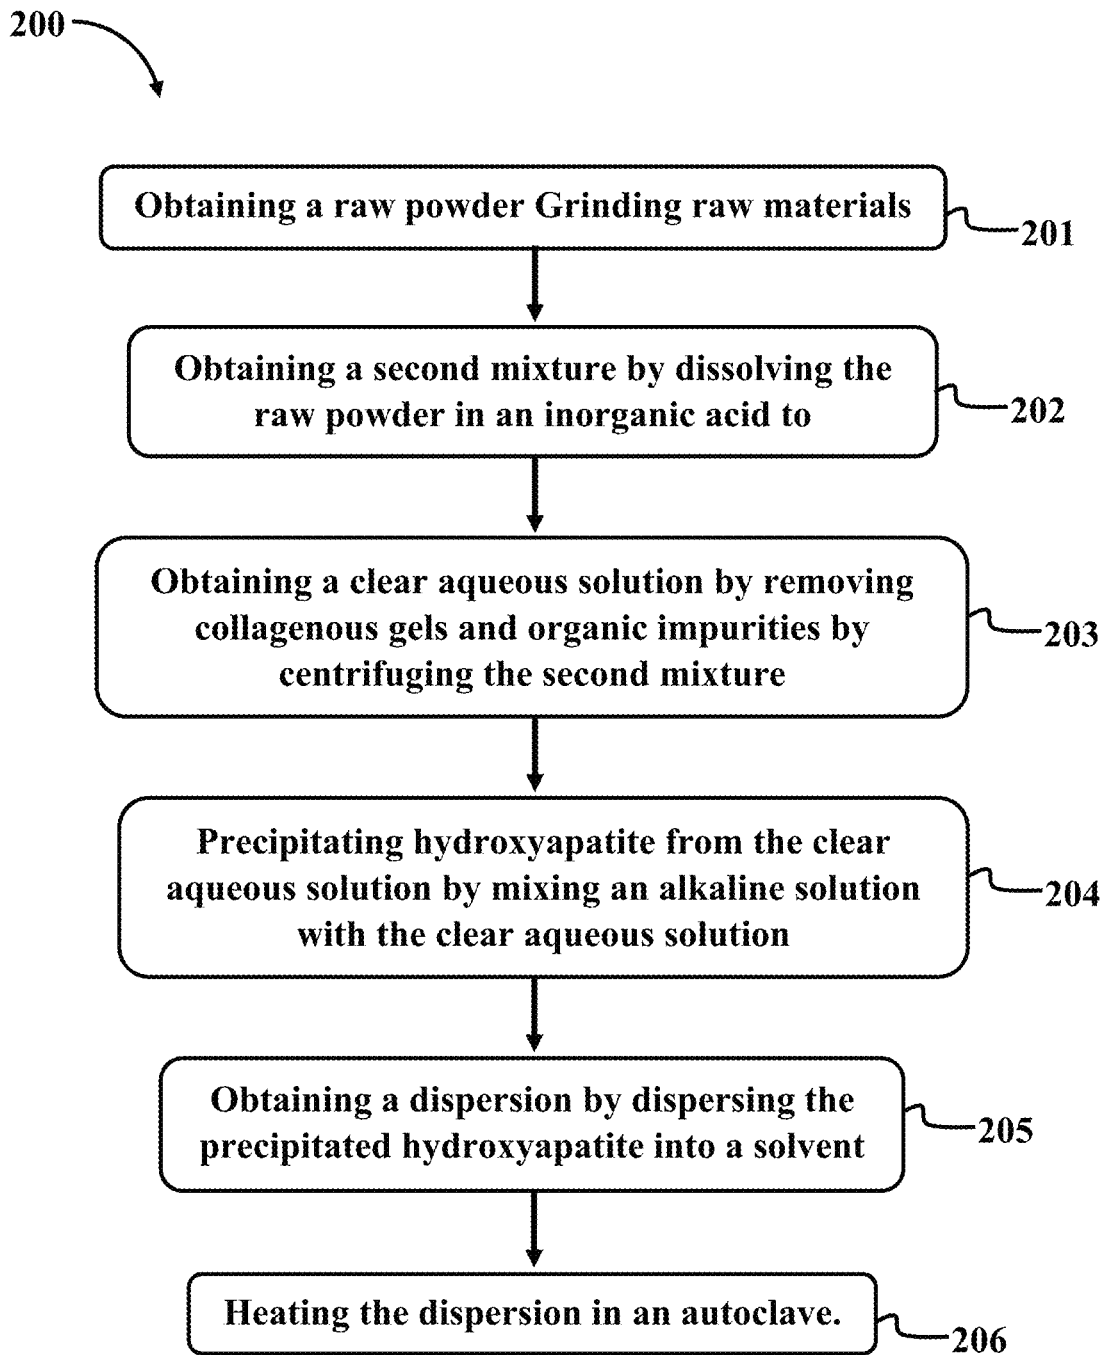 200
Obtaining a raw powder Grinding raw materials
201
Obtaining a second mixture by dissolving the
raw powder in an inorganic acid to
202
Obtaining a clear aqueous solution by removing
collagenous gels and organic impurities by
centrifuging the second mixture
203
Precipitating hydroxyapatite from the clear
aqueous solution by mixing an alkaline solution
with the clear aqueous solution
204
Obtaining a dispersion by dispersing the
precipitated hydroxyapatite into a solvent
205
Heating the dispersion in an autoclave.
206